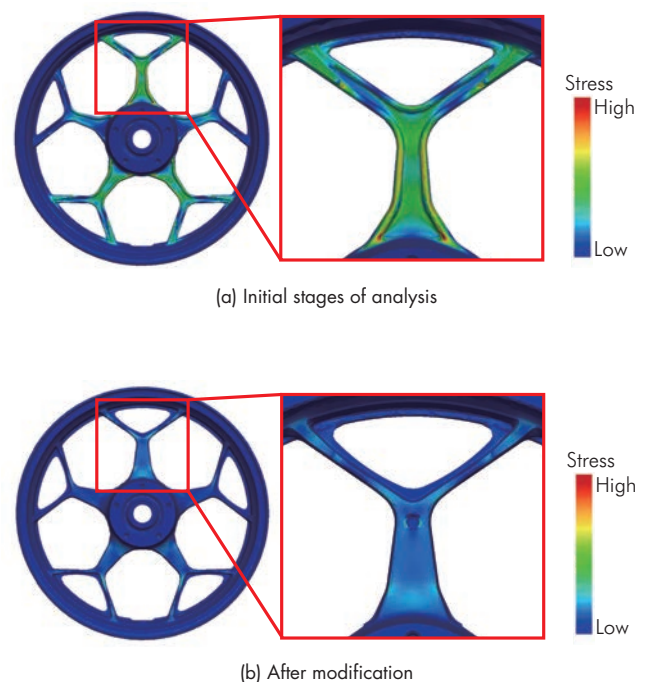 Stress
High
Low
(a) Initial stages of analysis
Stress
High
Low
(b) After modification